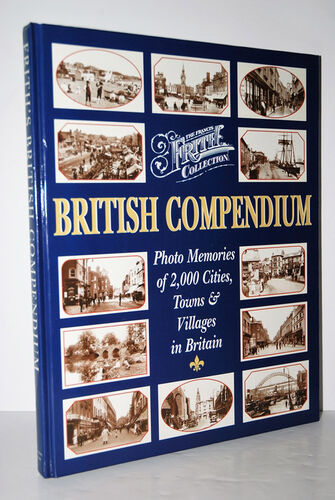 THE FRANCIS
FRITH
COLLECTION
BRITISH COMPENDIUM
Photo Memories
of 2,000 Cities,
Towns &
Villages
in Britain
FRITH'S BRITISH COMPENDIUM